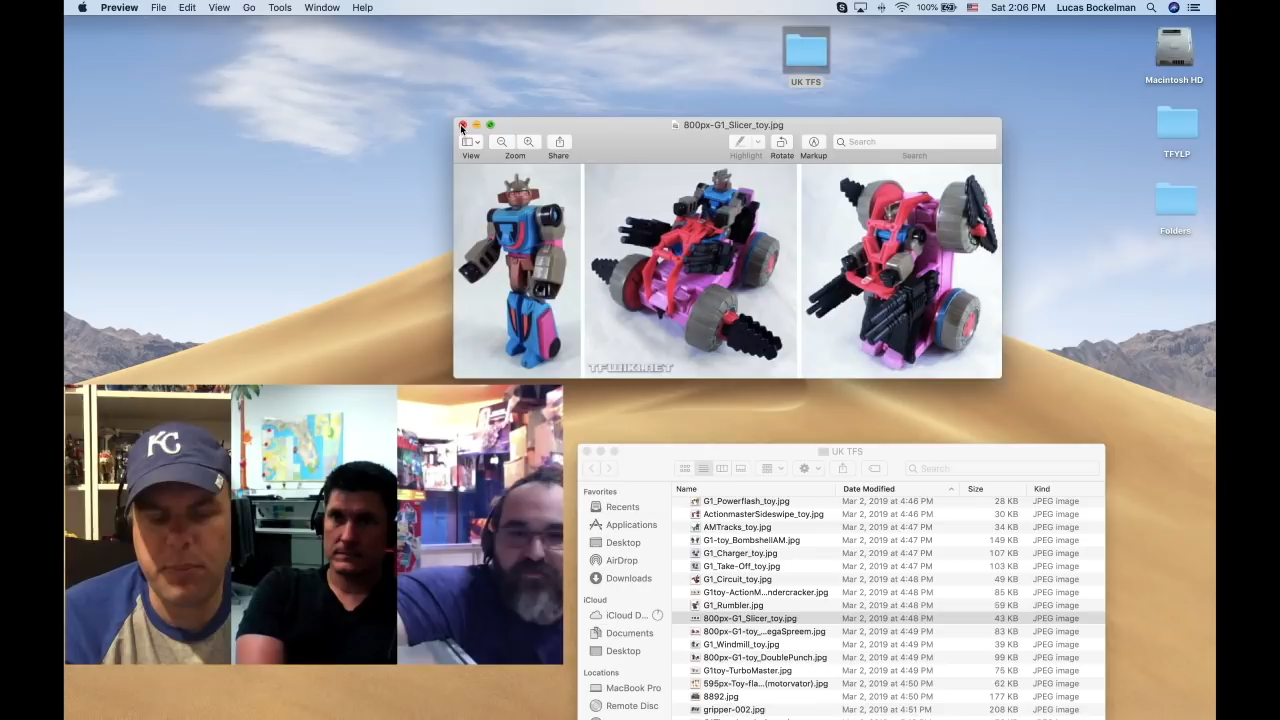 Preview File Edit View Go Tools Window Help 100% Sat 2:06 PM Lucas Bockelman
UK TFS
Macintosh HD
TFYLP
Folders
800px-G1_Slicer_toy.jpg
Search
View Zoom Share Highlight Rotate Markup Search
TFWIKI.NET
KC
UK TFS
Search
Favorites
Recents
Applications
Desktop
AirDrop
Downloads
iCloud
iCloud D...
Documents
Desktop
Locations
MacBook Pro
Remote Disc
Name Date Modified Size Kind
G1_Powerflash_toy.jpg Mar 2, 2019 at 4:46 PM 28 KB JPEG image
ActionmasterSideswipe_toy.jpg Mar 2, 2019 at 4:46 PM 30 KB JPEG image
AMTracks_toy.jpg Mar 2, 2019 at 4:47 PM 34 KB JPEG image
G1-toy_BombshellAM.jpg Mar 2, 2019 at 4:47 PM 149 KB JPEG image
G1_Charger_toy.jpg Mar 2, 2019 at 4:47 PM 107 KB JPEG image
G1_Take-Off_toy.jpg Mar 2, 2019 at 4:47 PM 103 KB JPEG image
G1_Circuit_toy.jpg Mar 2, 2019 at 4:48 PM 49 KB JPEG image
G1toy-ActionM...ndercracker.jpg Mar 2, 2019 at 4:48 PM 85 KB JPEG image
G1_Rumbler.jpg Mar 2, 2019 at 4:48 PM 59 KB JPEG image
800px-G1_Slicer_toy.jpg Mar 2, 2019 at 4:48 PM 43 KB JPEG image
800px-G1-toy_...egaSpreem.jpg Mar 2, 2019 at 4:49 PM 83 KB JPEG image
G1_Windmill_toy.jpg Mar 2, 2019 at 4:49 PM 39 KB JPEG image
800px-G1-toy_DoublePunch.jpg Mar 2, 2019 at 4:49 PM 99 KB JPEG image
G1toy-TurboMaster.jpg Mar 2, 2019 at 4:49 PM 75 KB JPEG image
595px-Toy-fla...(motorvator).jpg Mar 2, 2019 at 4:50 PM 62 KB JPEG image
8892.jpg Mar 2, 2019 at 4:50 PM 177 KB JPEG image
gripper-002.jpg Mar 2, 2019 at 4:51 PM 208 KB JPEG image